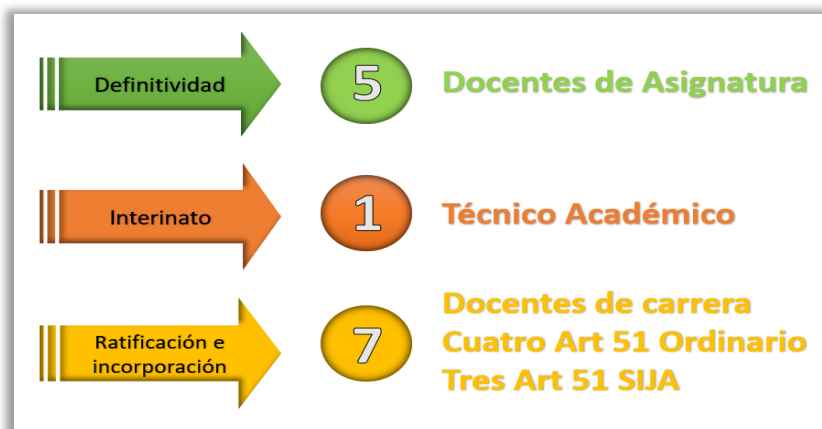 Definitividad
5
Docentes de Asignatura
Interinato
1
Técnico Académico
Ratificación e
incorporación
7
Docentes de carrera
Cuatro Art 51 Ordinario
Tres Art 51 SIJA